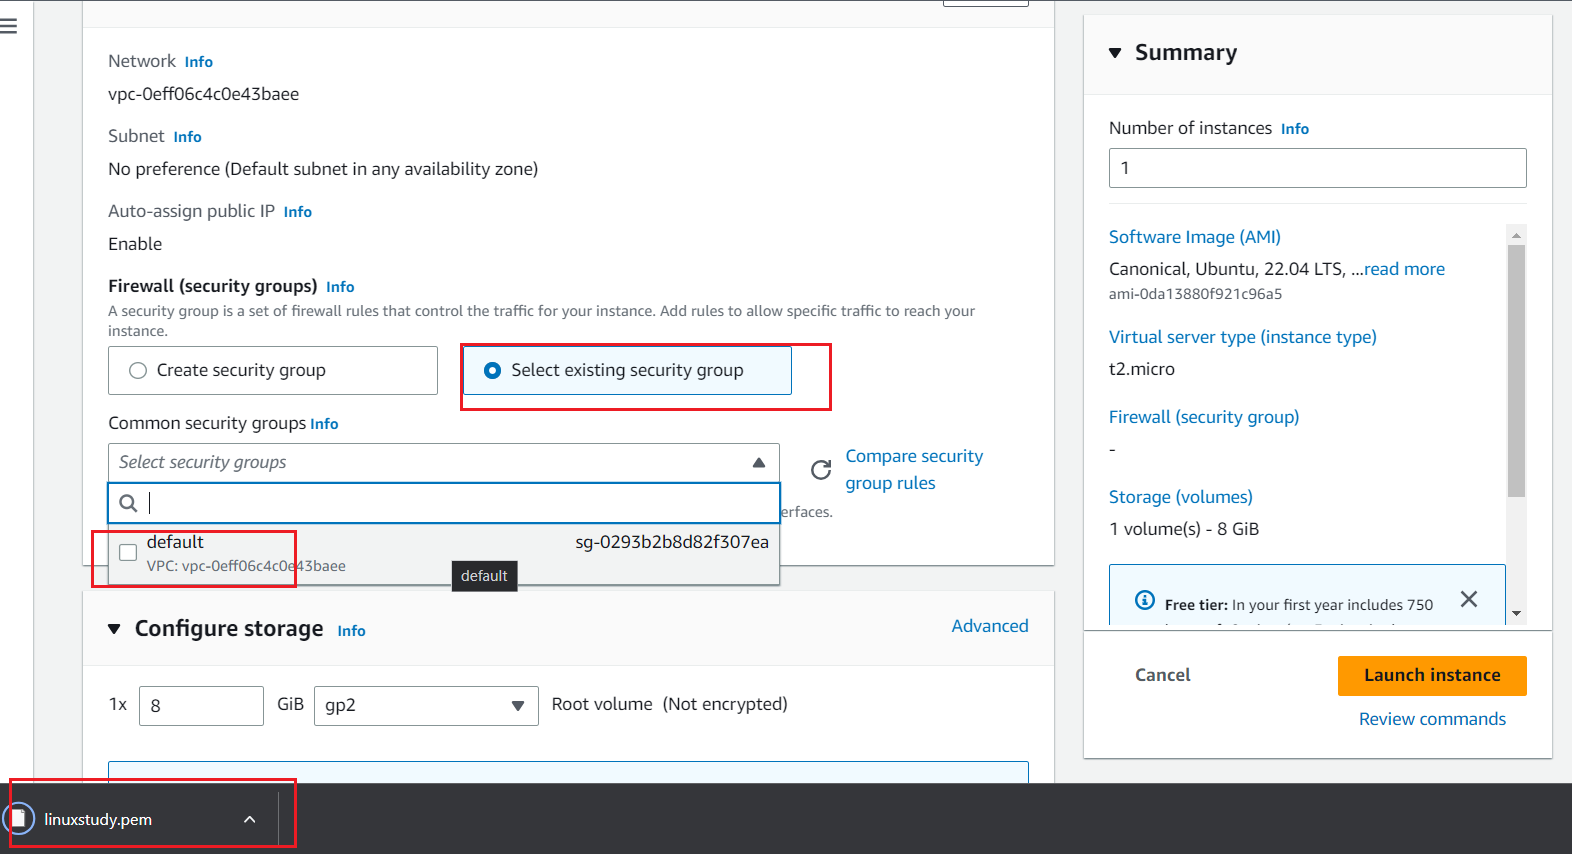 Network Info
vpc-0eff06c4c0e43baee
Subnet Info
No preference (Default subnet in any availability zone)
Auto-assign public IP Info
Enable
Firewall (security groups) Info
A security group is a set of firewall rules that control the traffic for your instance. Add rules to allow specific traffic to reach your
instance.
Create security group
Select existing security group
Common security groups Info
Select security groups
Compare security
group rules
erfaces.
default
sg-0293b2b8d82f307ea
VPC: vpc-0eff06c4c0e43baee
default
Configure storage Info
Advanced
1x
8
GiB
gp2
Root volume (Not encrypted)
Summary
Number of instances Info
1
Software Image (AMI)
Canonical, Ubuntu, 22.04 LTS, ...read more
ami-0da13880f921c96a5
Virtual server type (instance type)
t2.micro
Firewall (security group)
-
Storage (volumes)
1 volume(s) - 8 GiB
Free tier: In your first year includes 750
Cancel
Launch instance
Review commands
linuxstudy.pem